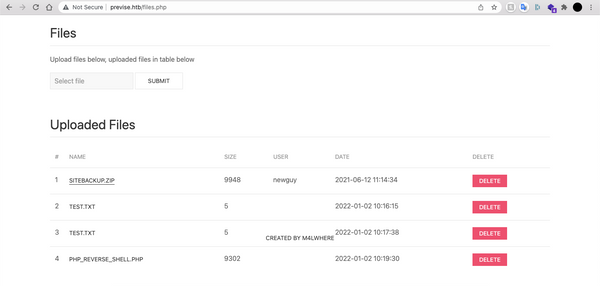 Not Secure | previse.htb/files.php
Files
Upload files below, uploaded files in table below
Select file SUBMIT
Uploaded Files
# NAME SIZE USER DATE DELETE
1 SITEBACKUP.ZIP 9948 newguy 2021-06-12 11:14:34 DELETE
2 TEST.TXT 5 2022-01-02 10:16:15 DELETE
3 TEST.TXT 5 2022-01-02 10:17:38 DELETE
CREATED BY M4LWHERE
4 PHP_REVERSE_SHELL.PHP 9302 2022-01-02 10:19:30 DELETE